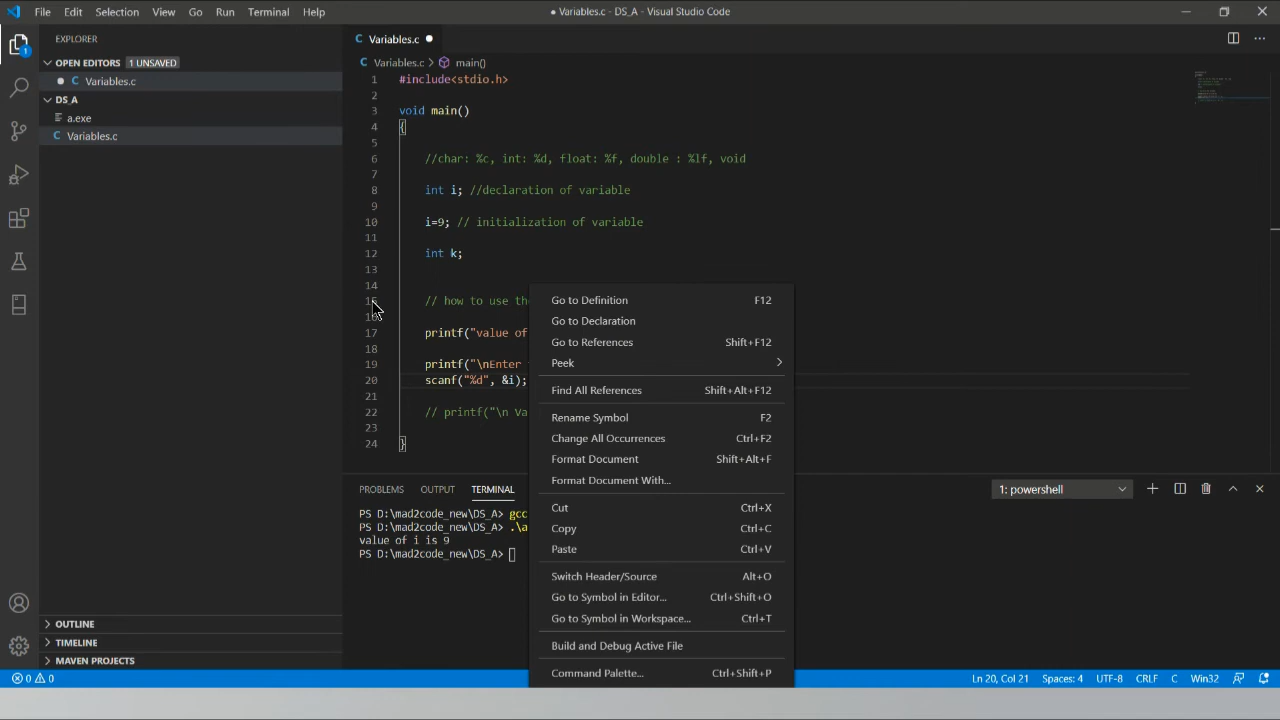 File Edit Selection View Go Run Terminal Help
● Variables.c - DS_A - Visual Studio Code
EXPLORER
OPEN EDITORS 1 UNSAVED
Variables.c
DS_A
a.exe
C Variables.c
OUTLINE
TIMELINE
MAVEN PROJECTS
1
C Variables.c ●
C Variables.c > main()
1 #include<stdio.h>
2
3 void main()
4 {
5
6 //char: %c, int: %d, float: %f, double : %lf, void
7
8 int i; //declaration of variable
9
10 i=9; // initialization of variable
11
12 int k;
13
14
15 // how to use
16
17 printf("value of
18
19 printf("\nEnter
20 scanf("%d", &i);
21
22 // printf("\n
23
24 }
Go to Definition F12
Go to Declaration
Go to References Shift+F12
Peek
Find All References Shift+Alt+F12
Rename Symbol F2
Change All Occurrences Ctrl+F2
Format Document Shift+Alt+F
Format Document With...
Cut Ctrl+X
Copy Ctrl+C
Paste Ctrl+V
Switch Header/Source Alt+O
Go to Symbol in Editor... Ctrl+Shift+O
Go to Symbol in Workspace... Ctrl+T
Build and Debug Active File
Command Palette... Ctrl+Shift+P
PROBLEMS OUTPUT TERMINAL
1: powershell
PS D:\mad2code_new\DS_A> gcc
PS D:\mad2code_new\DS_A> .\a
value of i is 9
PS D:\mad2code_new\DS_A>
0 0
Ln 20, Col 21 Spaces: 4 UTF-8 CRLF C Win32